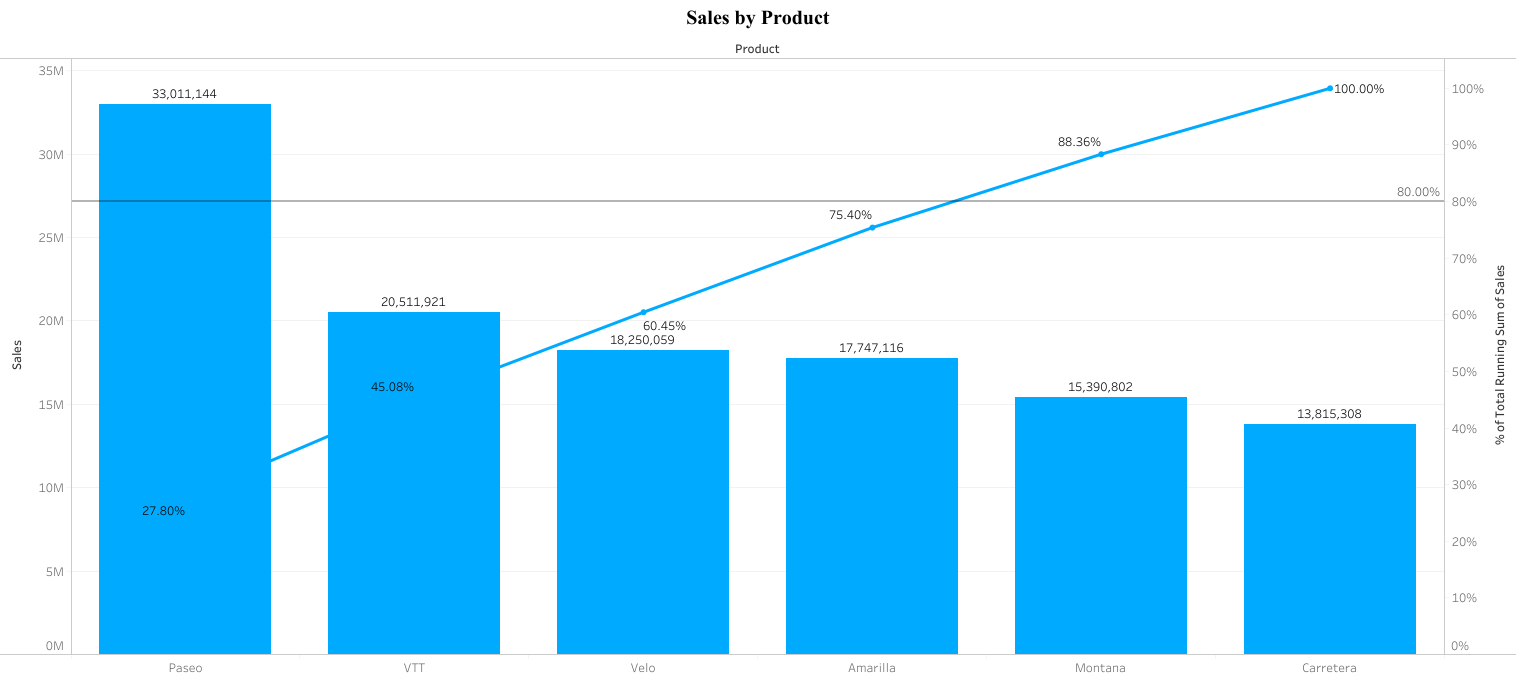 Sales by Product
Product
35M
30M
25M
20M
15M
10M
5M
0M
Sales
33,011,144
20,511,921
18,250,059
17,747,116
15,390,802
13,815,308
27.80%
45.08%
60.45%
75.40%
88.36%
100.00%
80.00%
100%
90%
80%
70%
60%
50%
40%
30%
20%
10%
0%
% of Total Running Sum of Sales
Paseo
VTT
Velo
Amarilla
Montana
Carretera